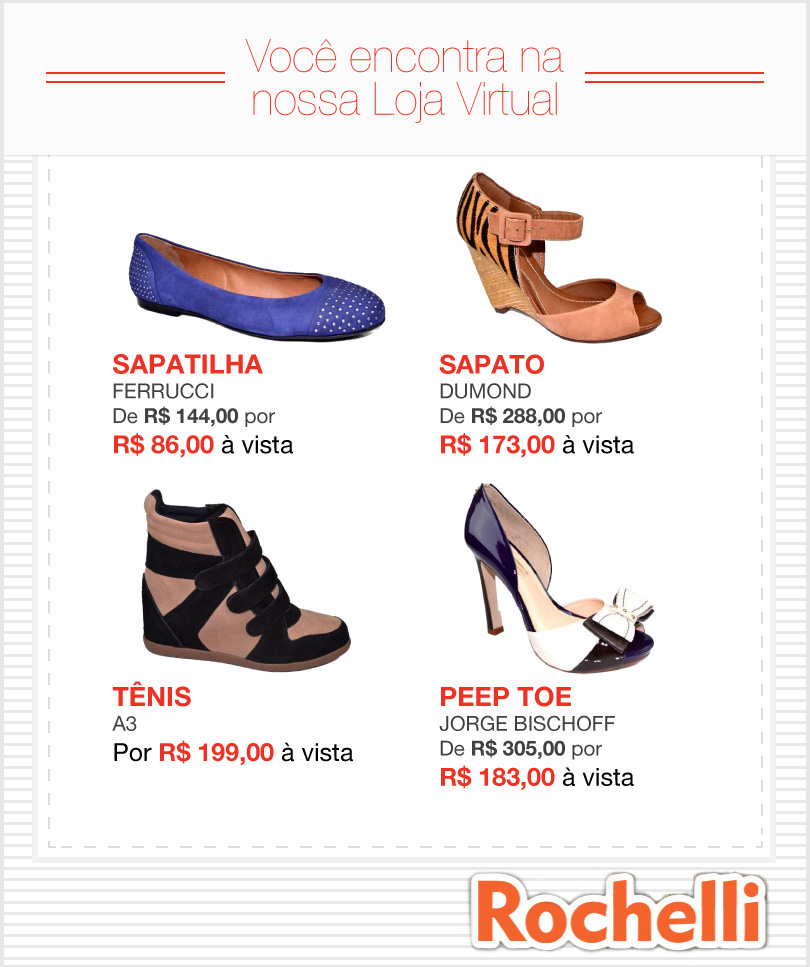 Você encontra na
nossa Loja Virtual
SAPATILHA
FERRUCCI
De R$ 144,00 por
R$ 86,00 à vista
SAPATO
DUMOND
De R$ 288,00 por
R$ 173,00 à vista
TÊNIS
A3
Por R$ 199,00 à vista
PEEP TOE
JORGE BISCHOFF
De R$ 305,00 por
R$ 183,00 à vista
Rochelli